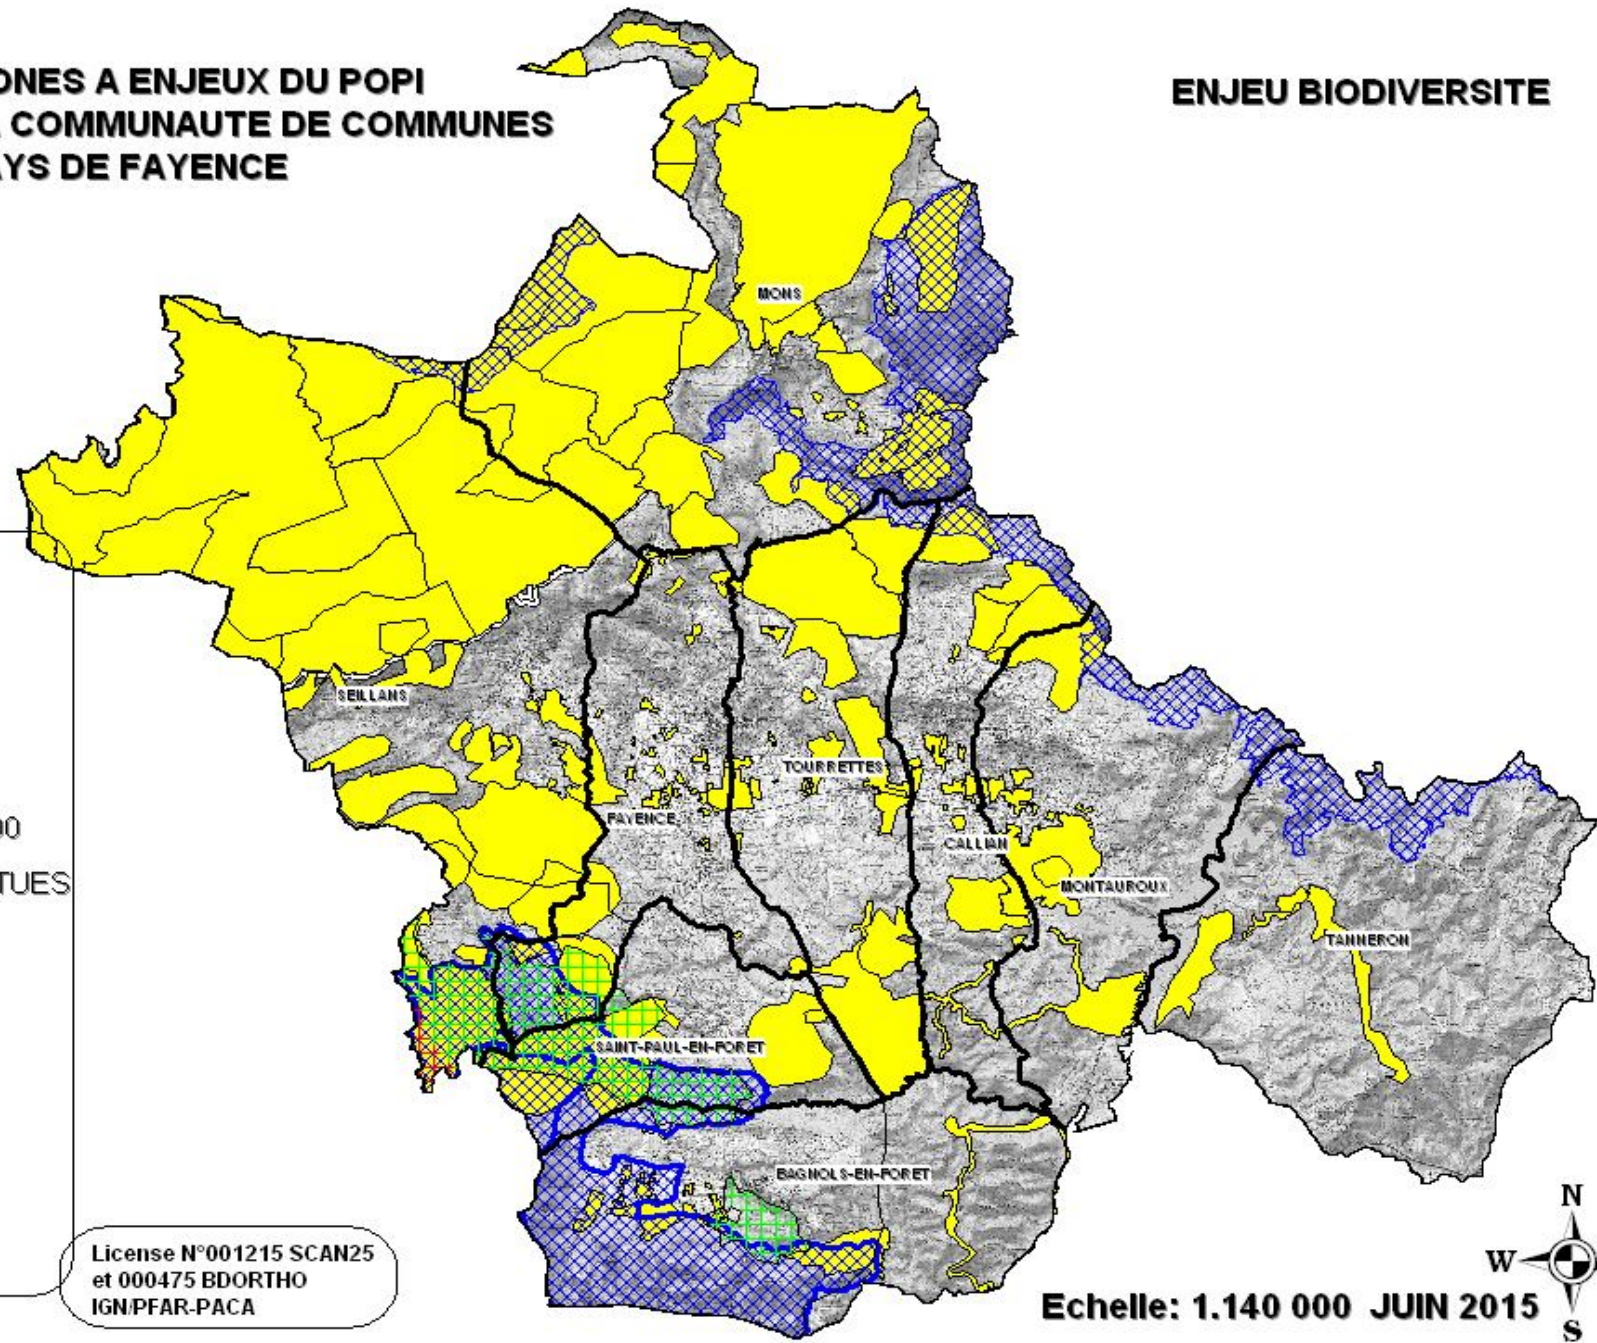 ONES A ENJEUX DU POPI
COMMUNAUTE DE COMMUNES
AYS DE FAYENCE
ENJEU BIODIVERSITE
MONS
SEILLANS
TOURRETTES
FAYENCE
CALLIAN
MONTAUROUX
TANNERON
SAINT-PAUL-EN-FORET
BAGNOLS-EN-FORET
00
TUES
License N°001215 SCAN25
et 000475 BDORTHO
IGN/PFAR-PACA
Echelle: 1.140 000 JUIN 2015
N
W
S